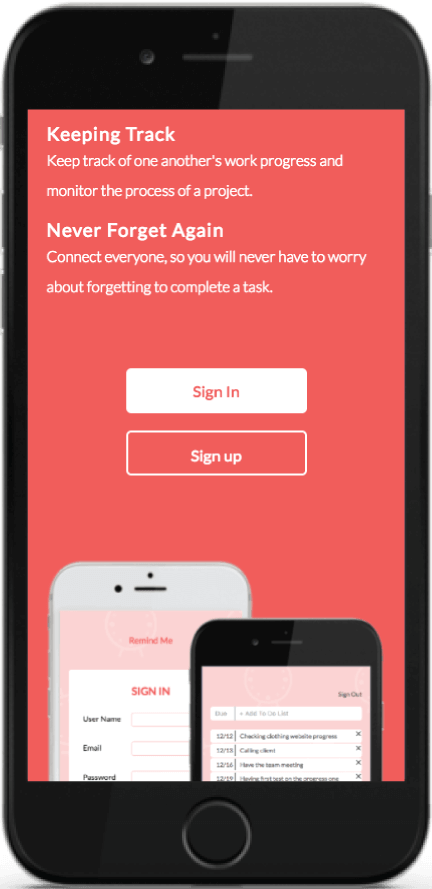 Keeping Track
Keep track of one another's work progress and
monitor the process of a project.
Never Forget Again
Connect everyone, so you will never have to worry
about forgetting to complete a task.
Sign In
Sign up
Remind Me
SIGN IN
User Name
Email
Password
Sign Out
Due + Add To Do List
12/12 Checking clothing website progress ×
12/13 Calling client ×
12/16 Have the team meeting ×
12/19 Having first test on the progress one ×